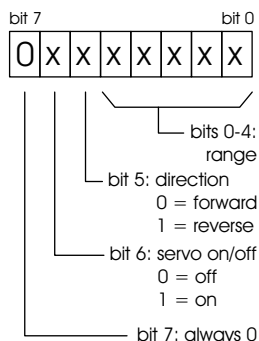 bit 7 bit 0
0 x x x x x x x
bits 0-4:
range
bit 5: direction
0 = forward
1 = reverse
bit 6: servo on/off
0 = off
1 = on
bit 7: always 0